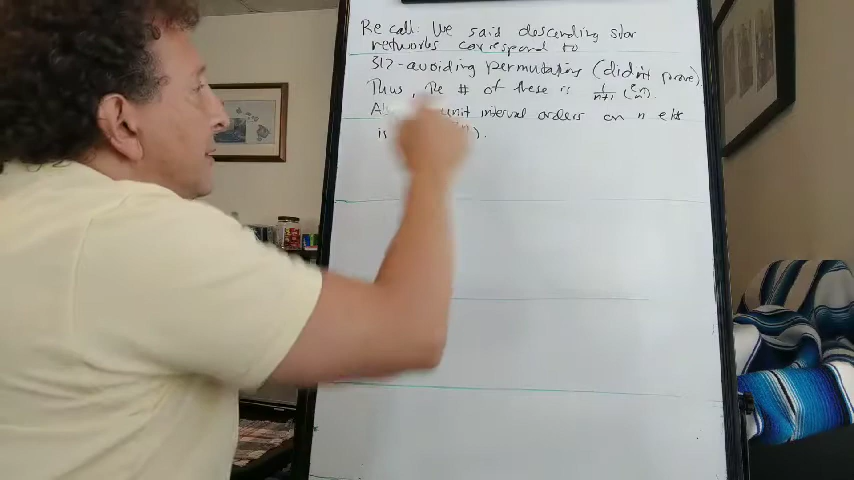 Recall: We said descending star
networks correspond to
312-avoiding permutations (didn't prove).
Thus, the # of these is 1/(n+1) (2n n).
unit interval orders on n elts
is